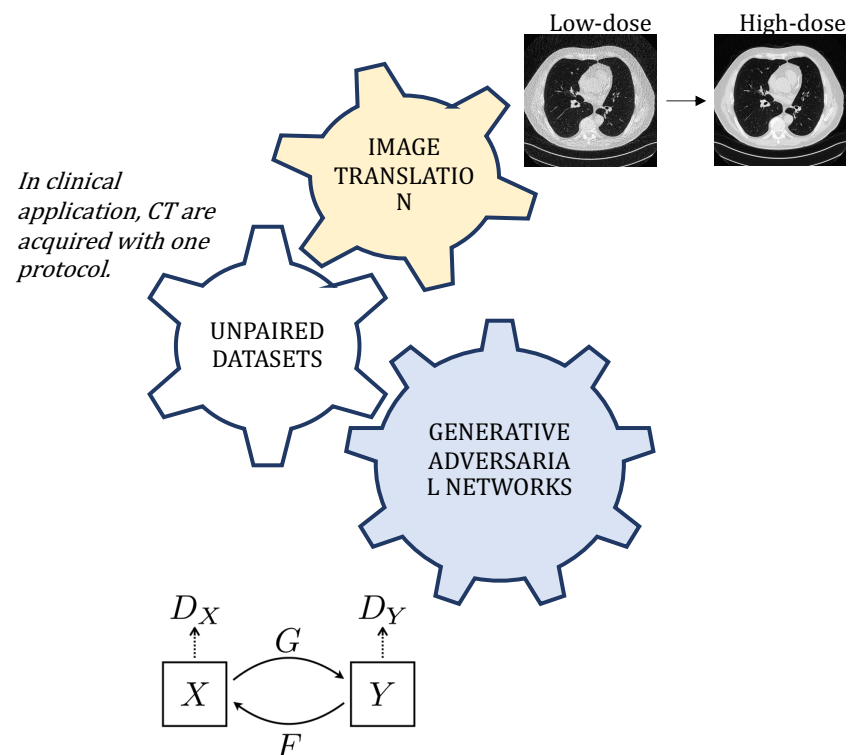 Low-dose
High-dose
IMAGE
TRANSLATIO
N
In clinical
application, CT are
acquired with one
protocol.
UNPAIRED
DATASETS
GENERATIVE
ADVERSARIA
L NETWORKS
D_X
D_Y
G
X
Y
F